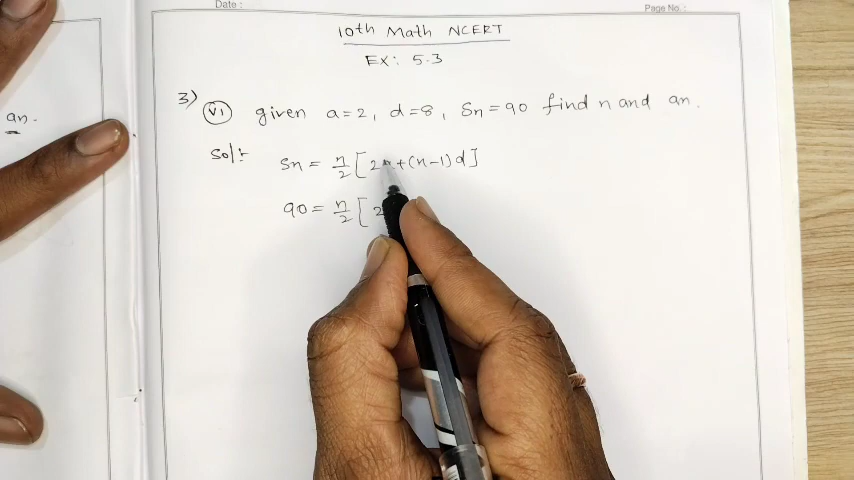 Date :
Page No. :
10th Math NCERT
Ex: 5.3
an.
3) (vi) given a=2, d=8, Sn=90 find n and an.
Sol:- Sn = n/2 [2a+(n-1)d]
90 = n/2 [2